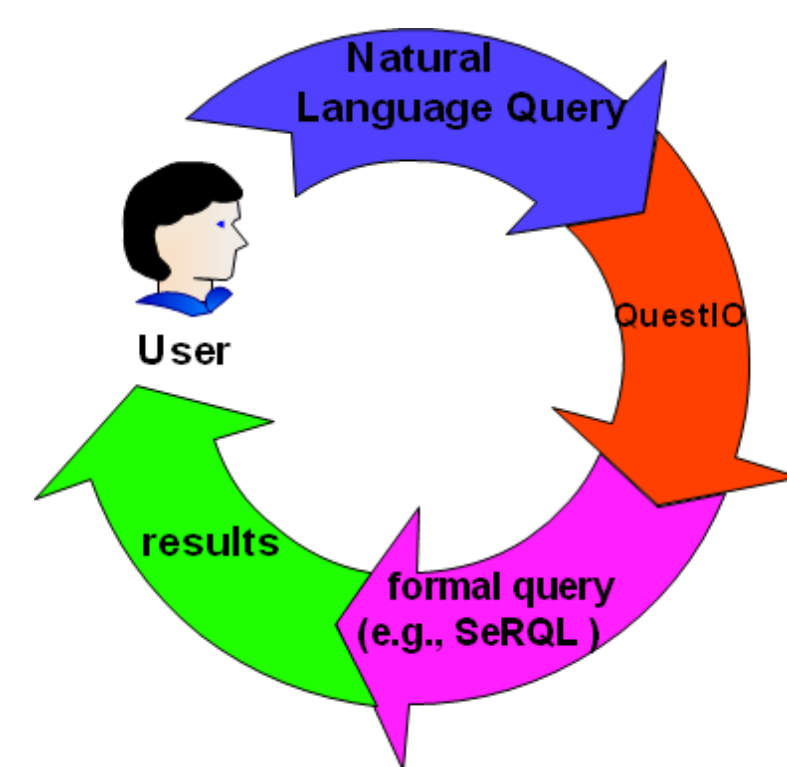 Natural
Language Query
QuestIO
User
results
formal query
(e.g., SeRQL )